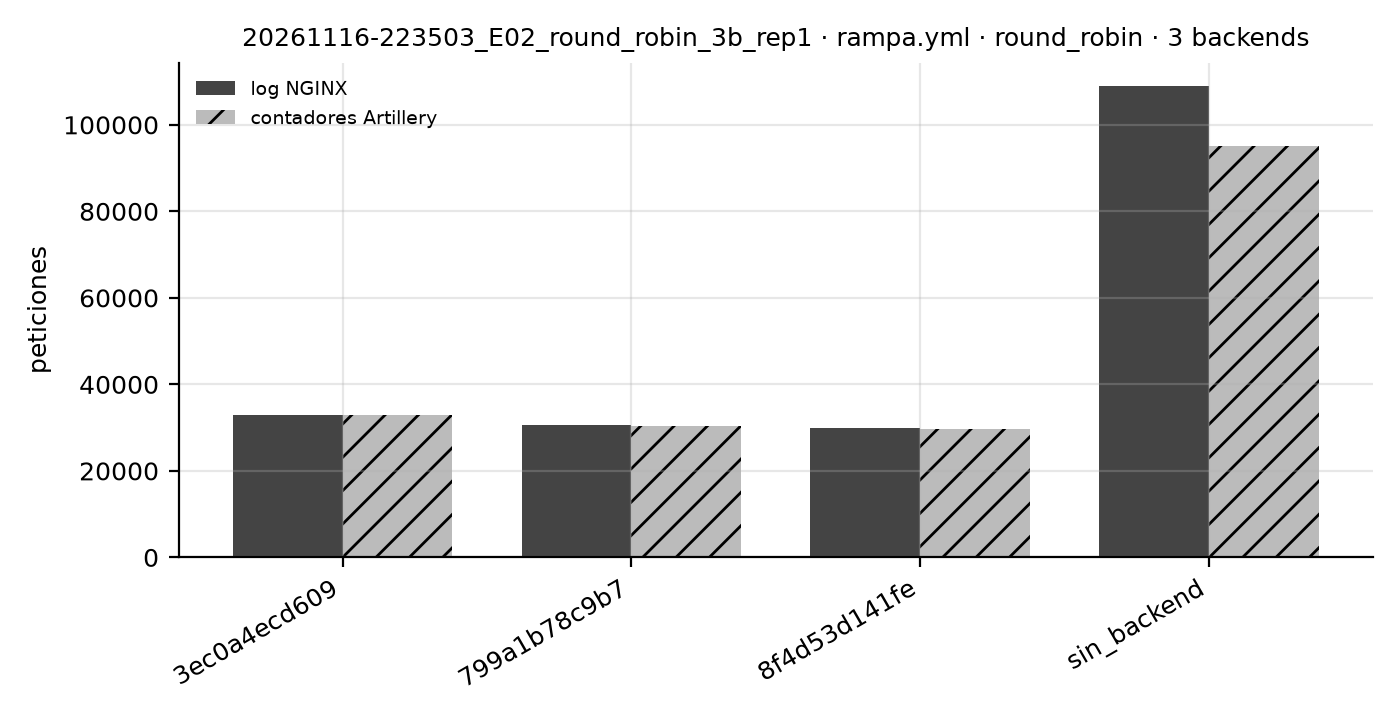 20261116-223503_E02_round_robin_3b_rep1 · rampa.yml · round_robin · 3 backends
log NGINX
contadores Artillery
peticiones
100000
80000
60000
40000
20000
0
3ec0a4ecd609
799a1b78c9b7
8f4d53d141fe
sin_backend